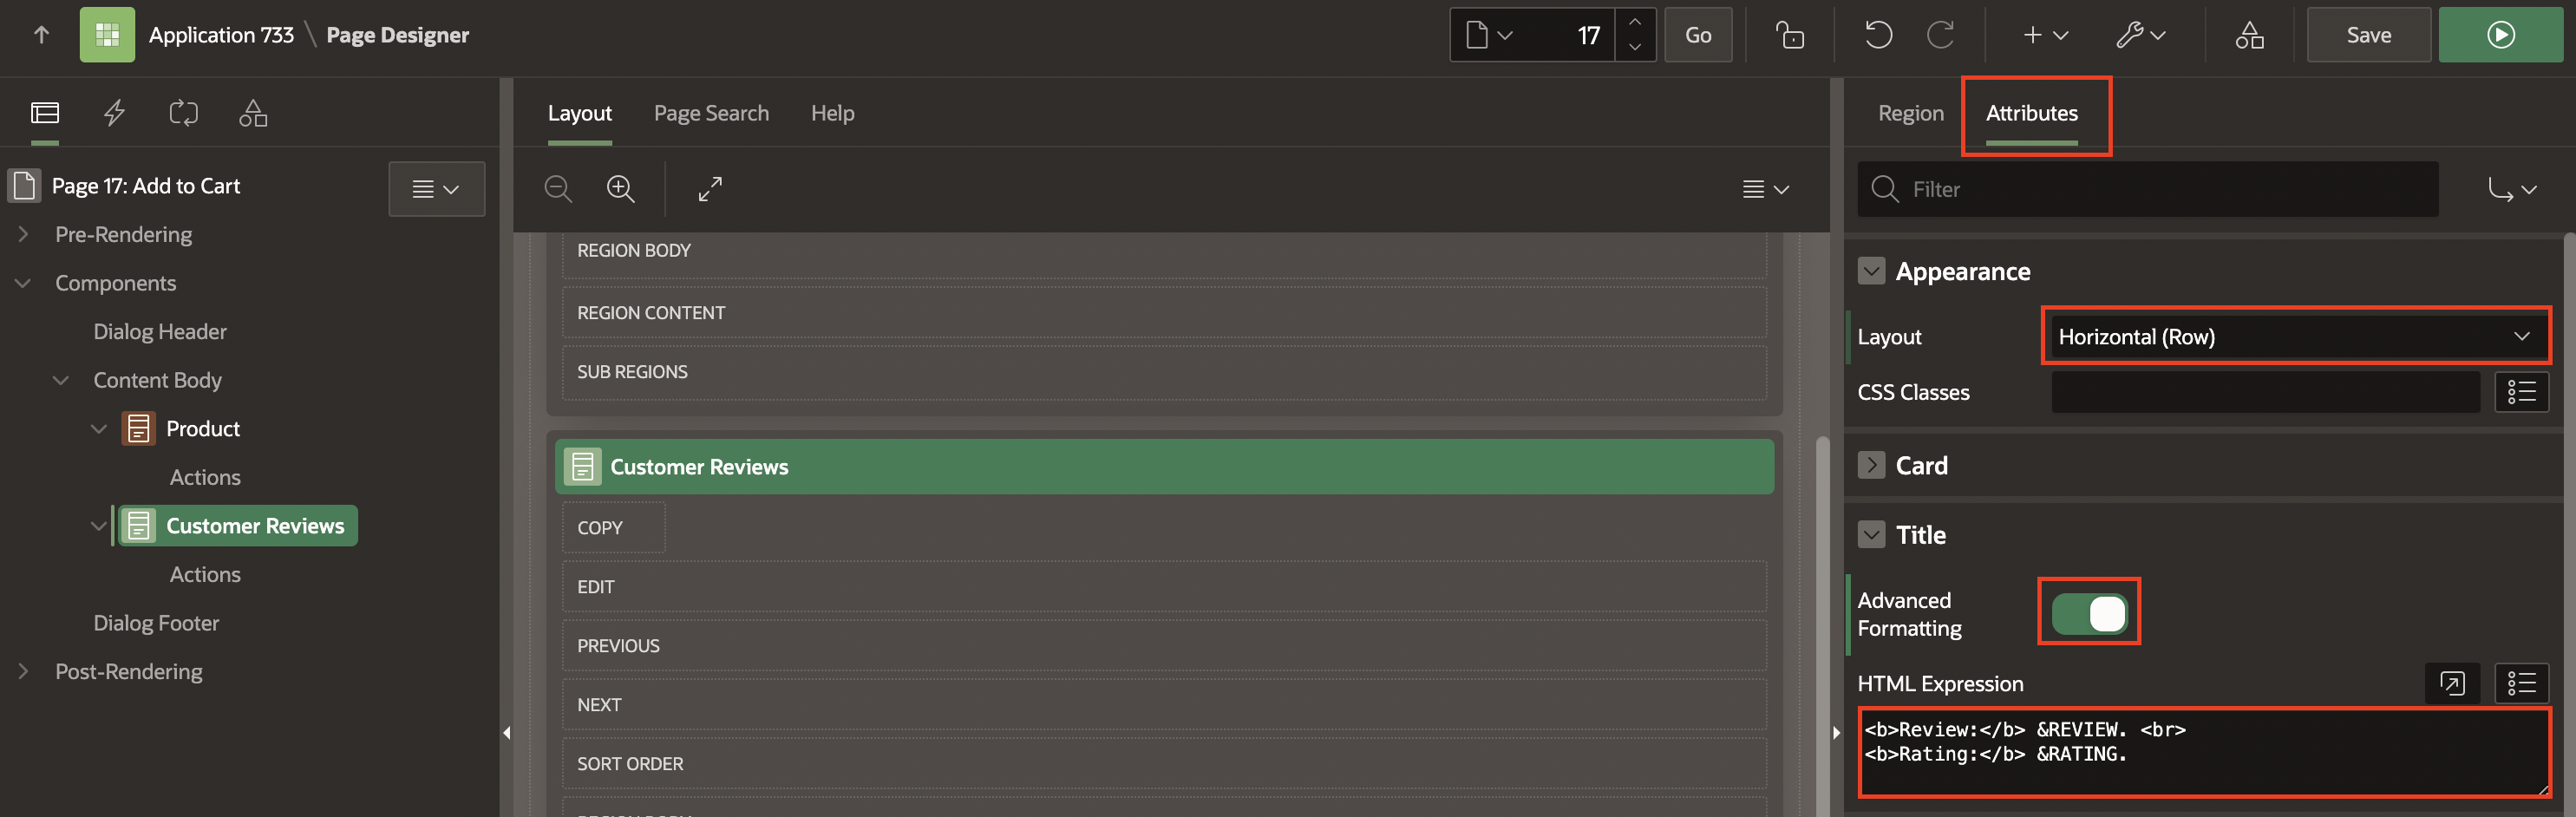 Application 733 \ Page Designer
17
Go
Save
Page 17: Add to Cart
Pre-Rendering
Components
Dialog Header
Content Body
Product
Actions
Customer Reviews
Actions
Dialog Footer
Post-Rendering
Layout Page Search Help
REGION BODY
REGION CONTENT
SUB REGIONS
Customer Reviews
COPY
EDIT
PREVIOUS
NEXT
SORT ORDER
Region Attributes
Filter
Appearance
Layout Horizontal (Row)
CSS Classes
Card
Title
Advanced
Formatting
HTML Expression
<b>Review:</b> &REVIEW. <br>
<b>Rating:</b> &RATING.